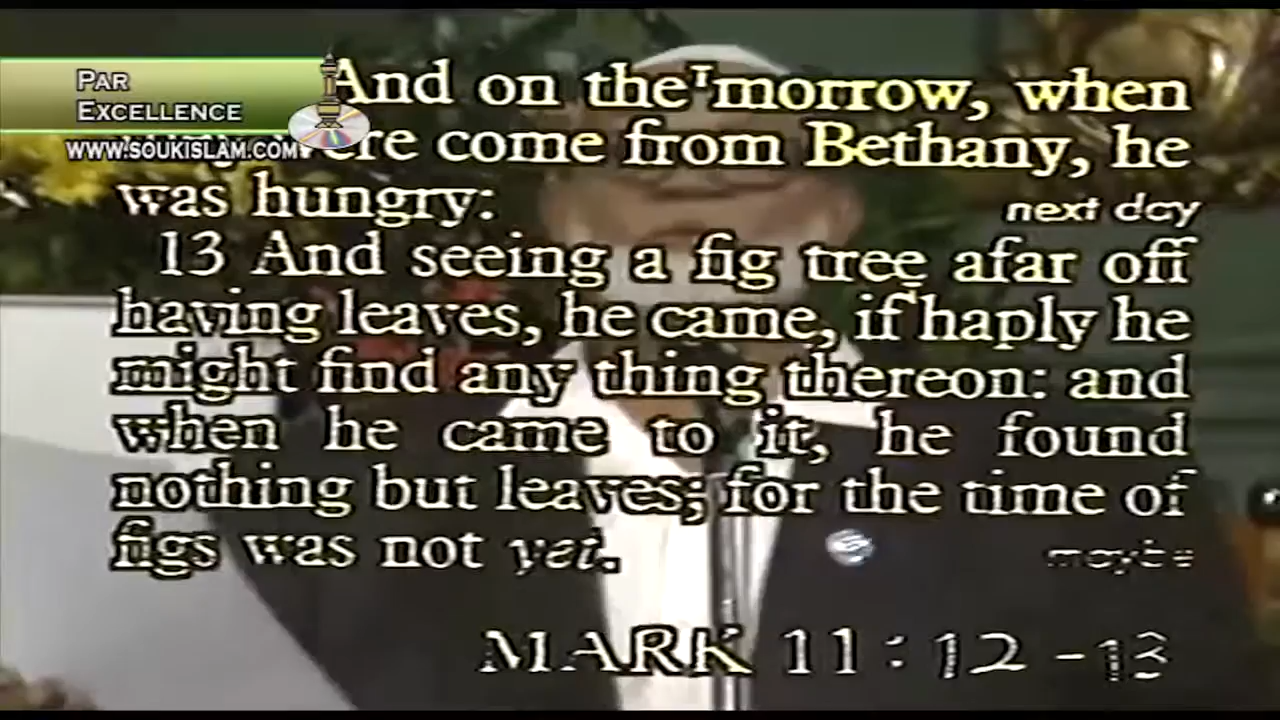 PAR
EXCELLENCE
WWW.SOUKISLAM.COM
And on the 'morrow, when
ere come from Bethany, he
was hungry:
next day
13 And seeing a fig tree afar off
having leaves, he came, if haply he
might find any thing thereon: and
when he came to it, he found
nothing but leaves; for the time of
figs was not yet.
maybe
MARK 11:12-13